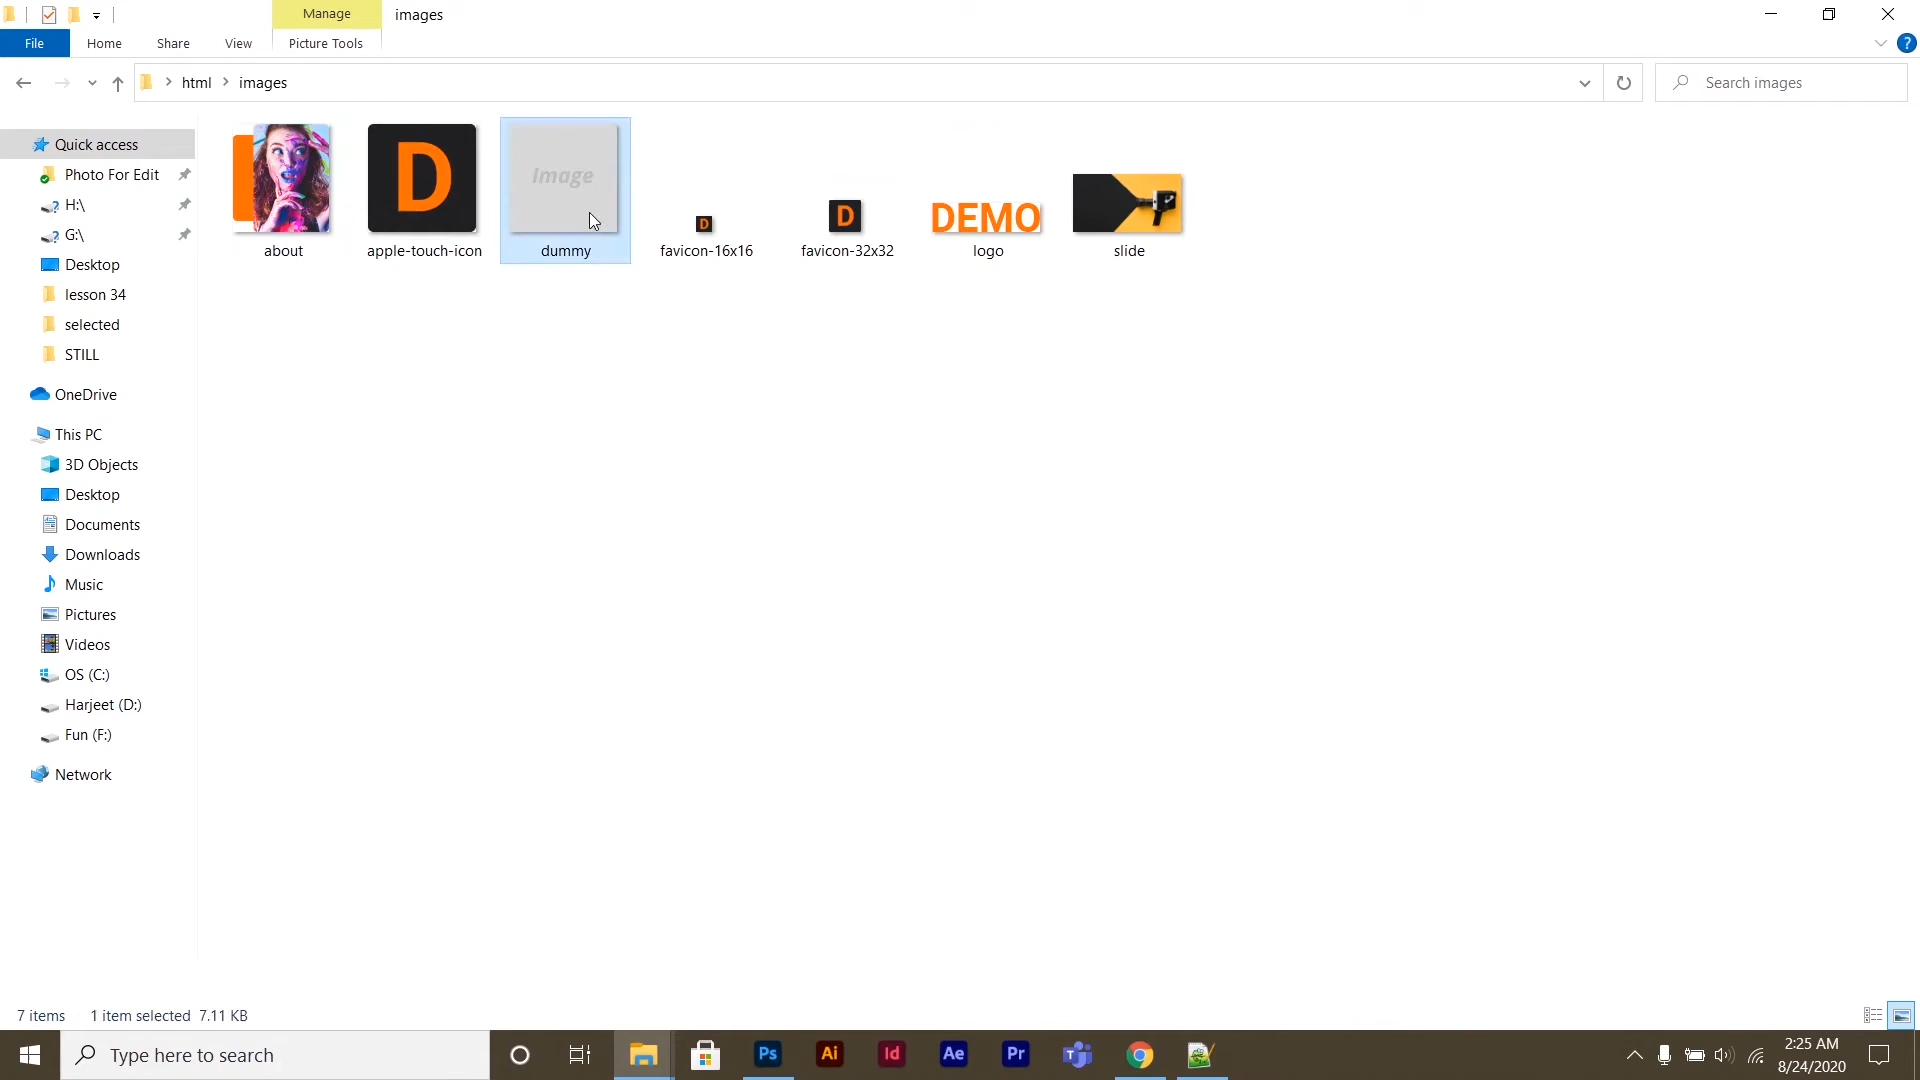 Manage
images
File
Home
Share
View
Picture Tools
?
html
images
Search images
Quick access
Photo For Edit
H:\
G:\
Desktop
lesson 34
selected
STILL
OneDrive
This PC
3D Objects
Desktop
Documents
Downloads
Music
Pictures
Videos
OS (C:)
Harjeet (D:)
Fun (F:)
Network
D
Image
D
D
DEMO
about
apple-touch-icon
dummy
favicon-16x16
favicon-32x32
logo
slide
7 items
1 item selected 7.11 KB
Type here to search
Ps
Ai
Id
Ae
Pr
T
2:25 AM
8/24/2020